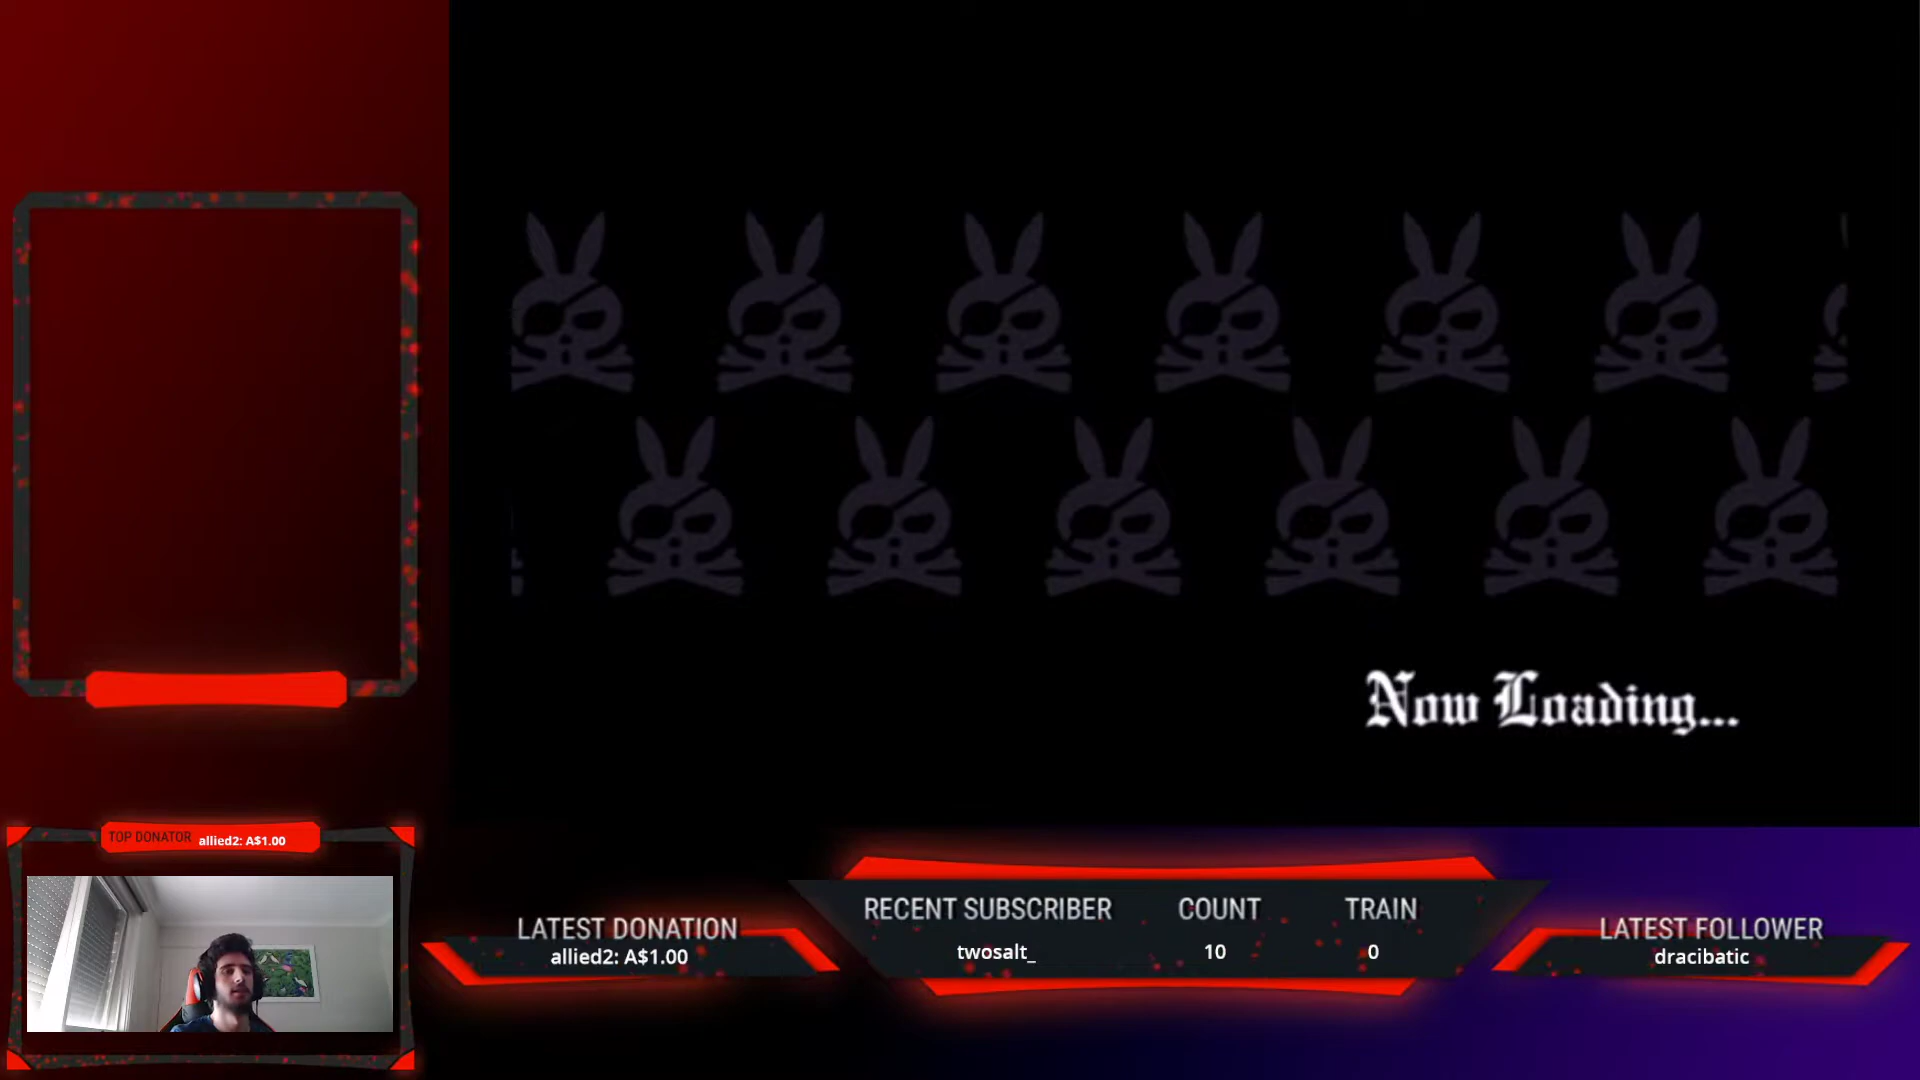 Now Loading...
TOP DONATOR allied2: A$1.00
LATEST DONATION
allied2: A$1.00
RECENT SUBSCRIBER COUNT TRAIN
twosalt_ 10 0
LATEST FOLLOWER
dracibatic